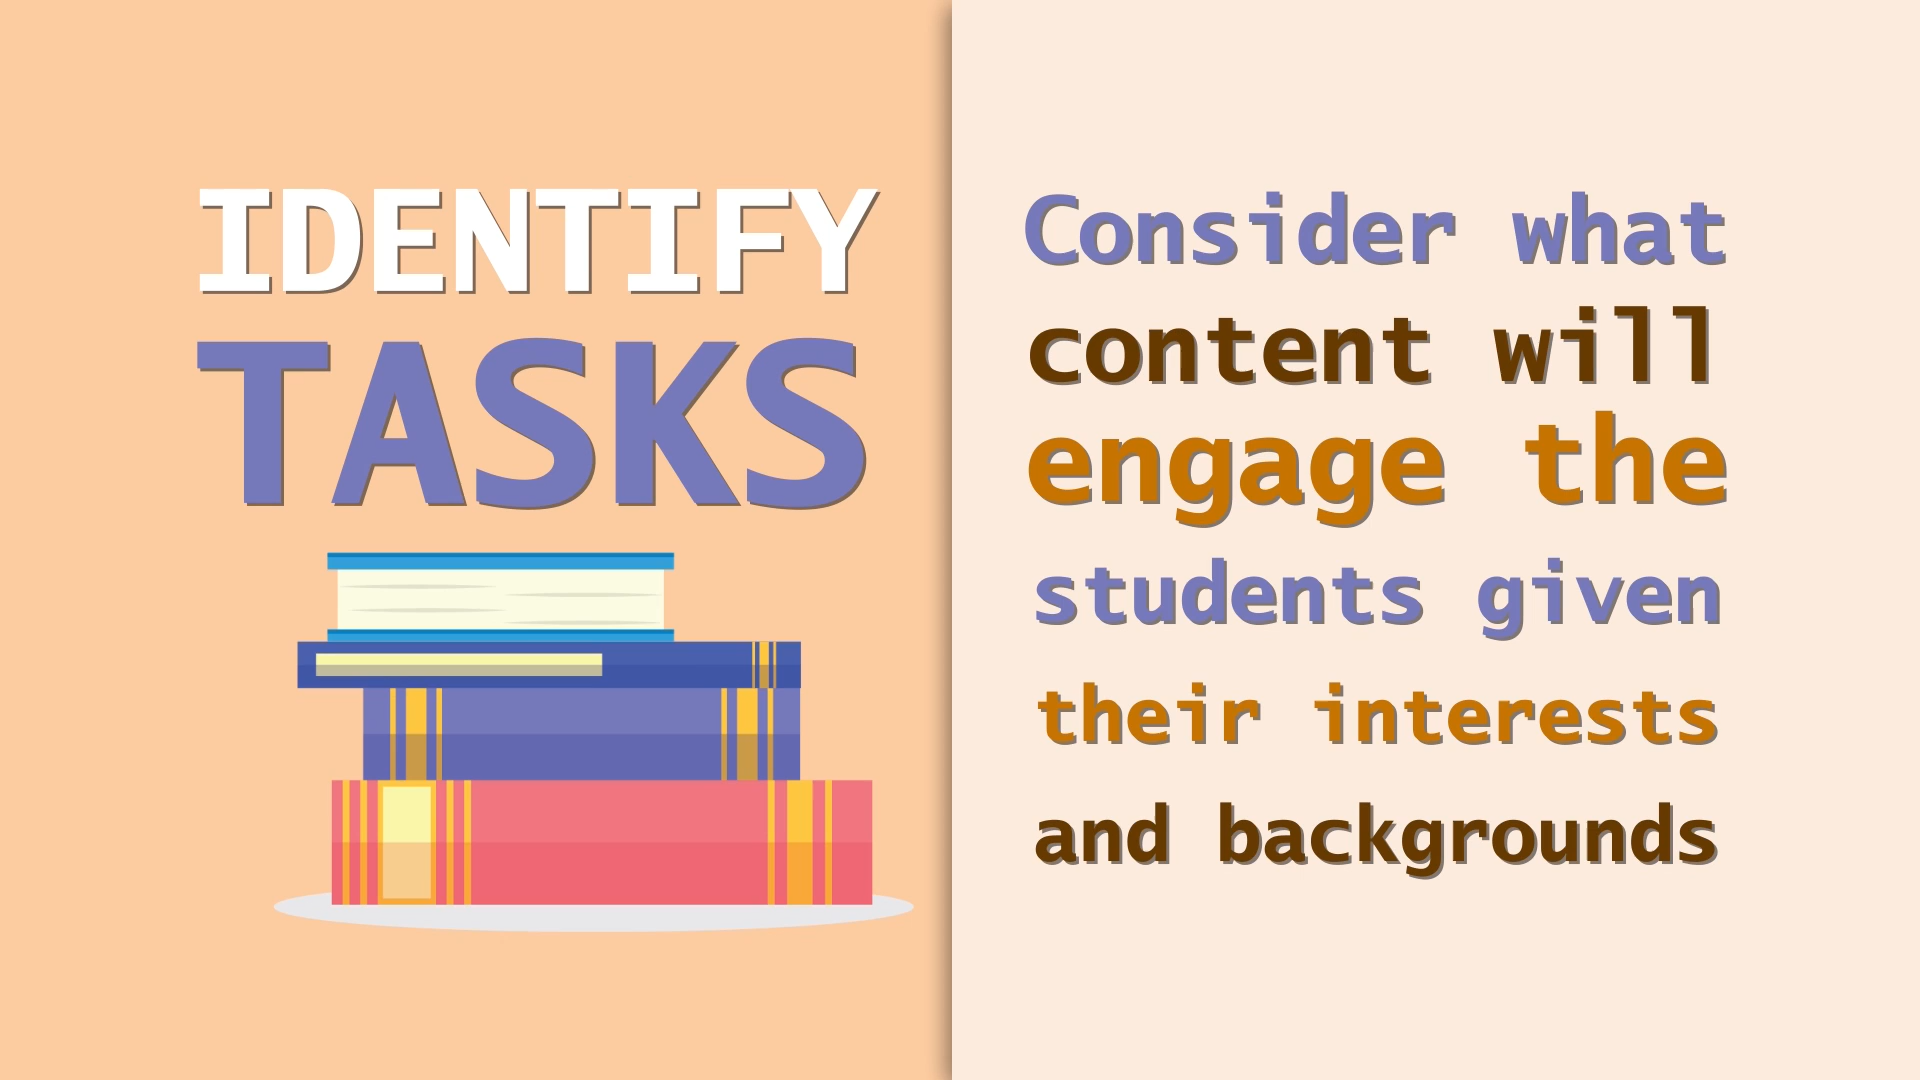 IDENTIFY
TASKS
Consider what
content will
engage the
students given
their interests
and backgrounds